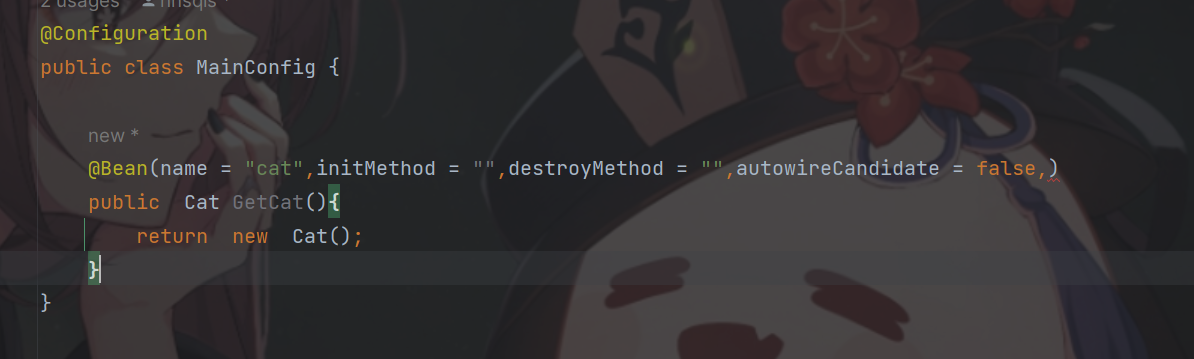 2 usages
@Configuration
public class MainConfig {
new *
@Bean(name = "cat",initMethod = "",destroyMethod = "",autowireCandidate = false,)
public  Cat GetCat(){
return  new  Cat();
}
}